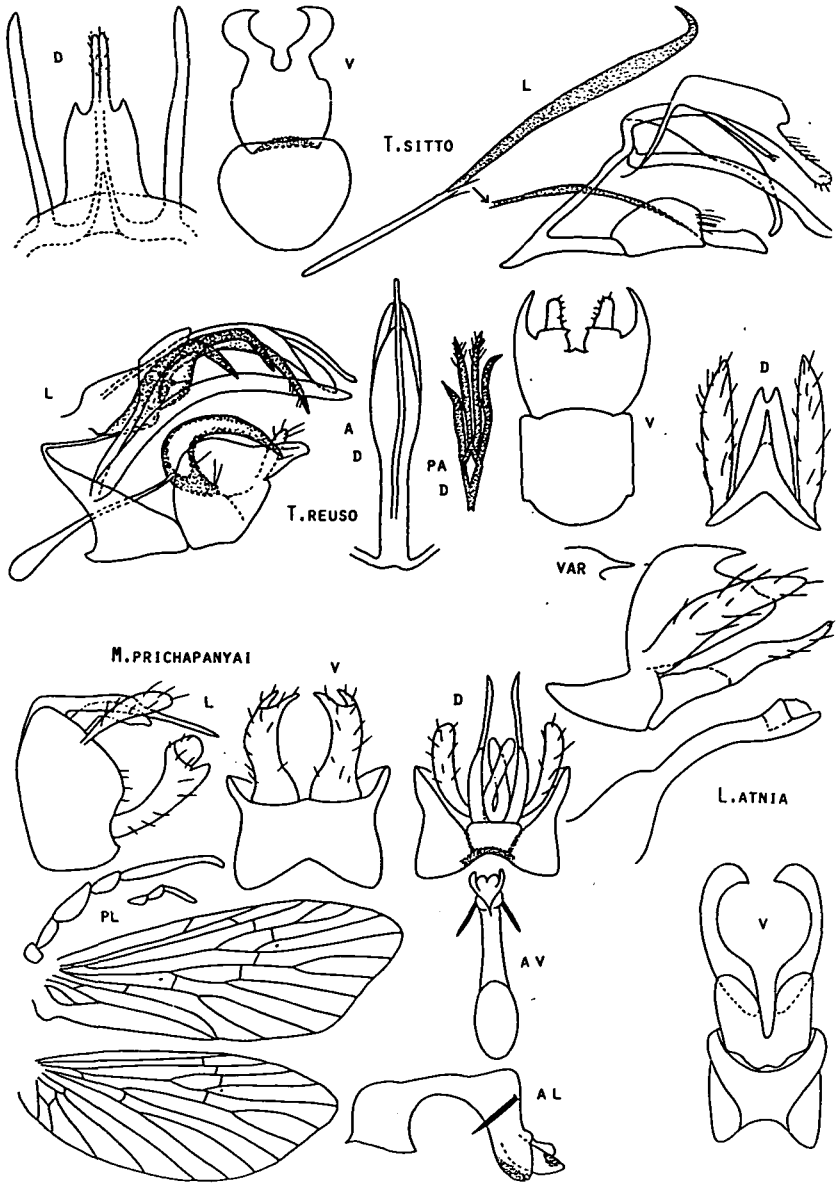 D
V
L
T.SITTO
L
A
D
PA
D
V
D
T.REUSO
VAR
M.PRICHAPANYAI
L
V
D
L.ATNIA
PL
AV
V
AL